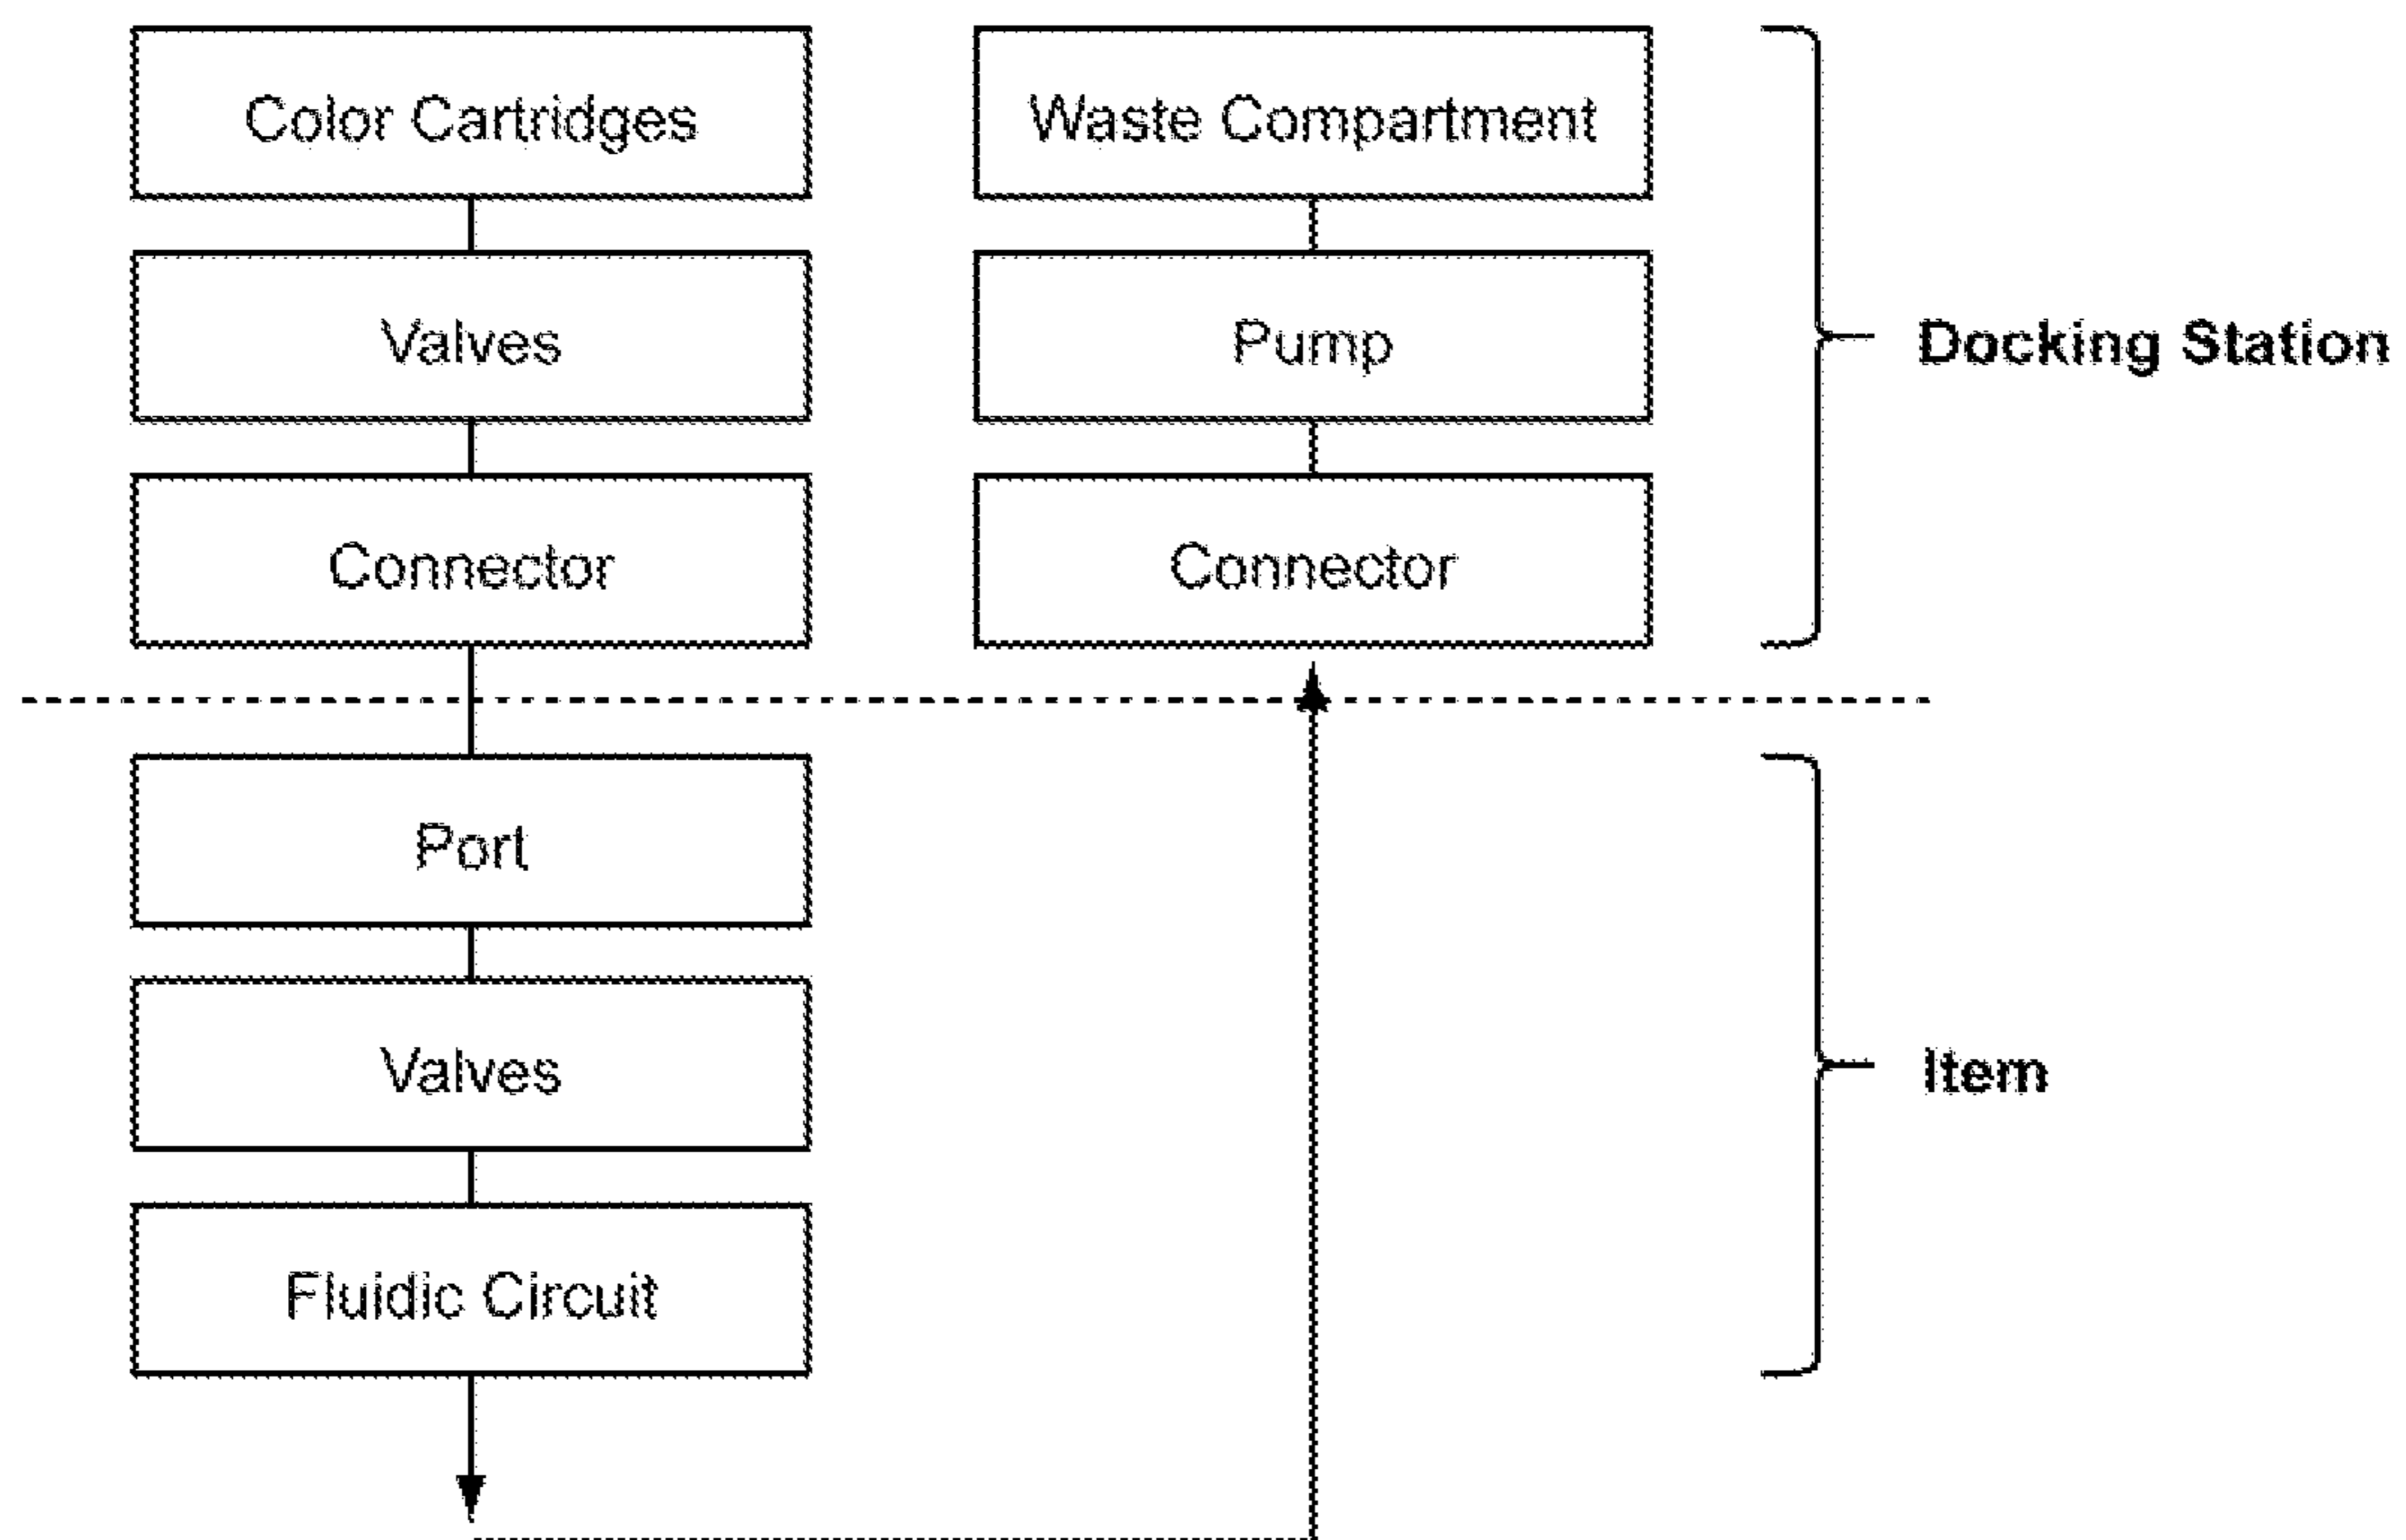 Color Cartridges
Waste Compartment
Valves
Pump
Docking Station
Connector
Connector
Port
Valves
Item
Fluidic Circuit